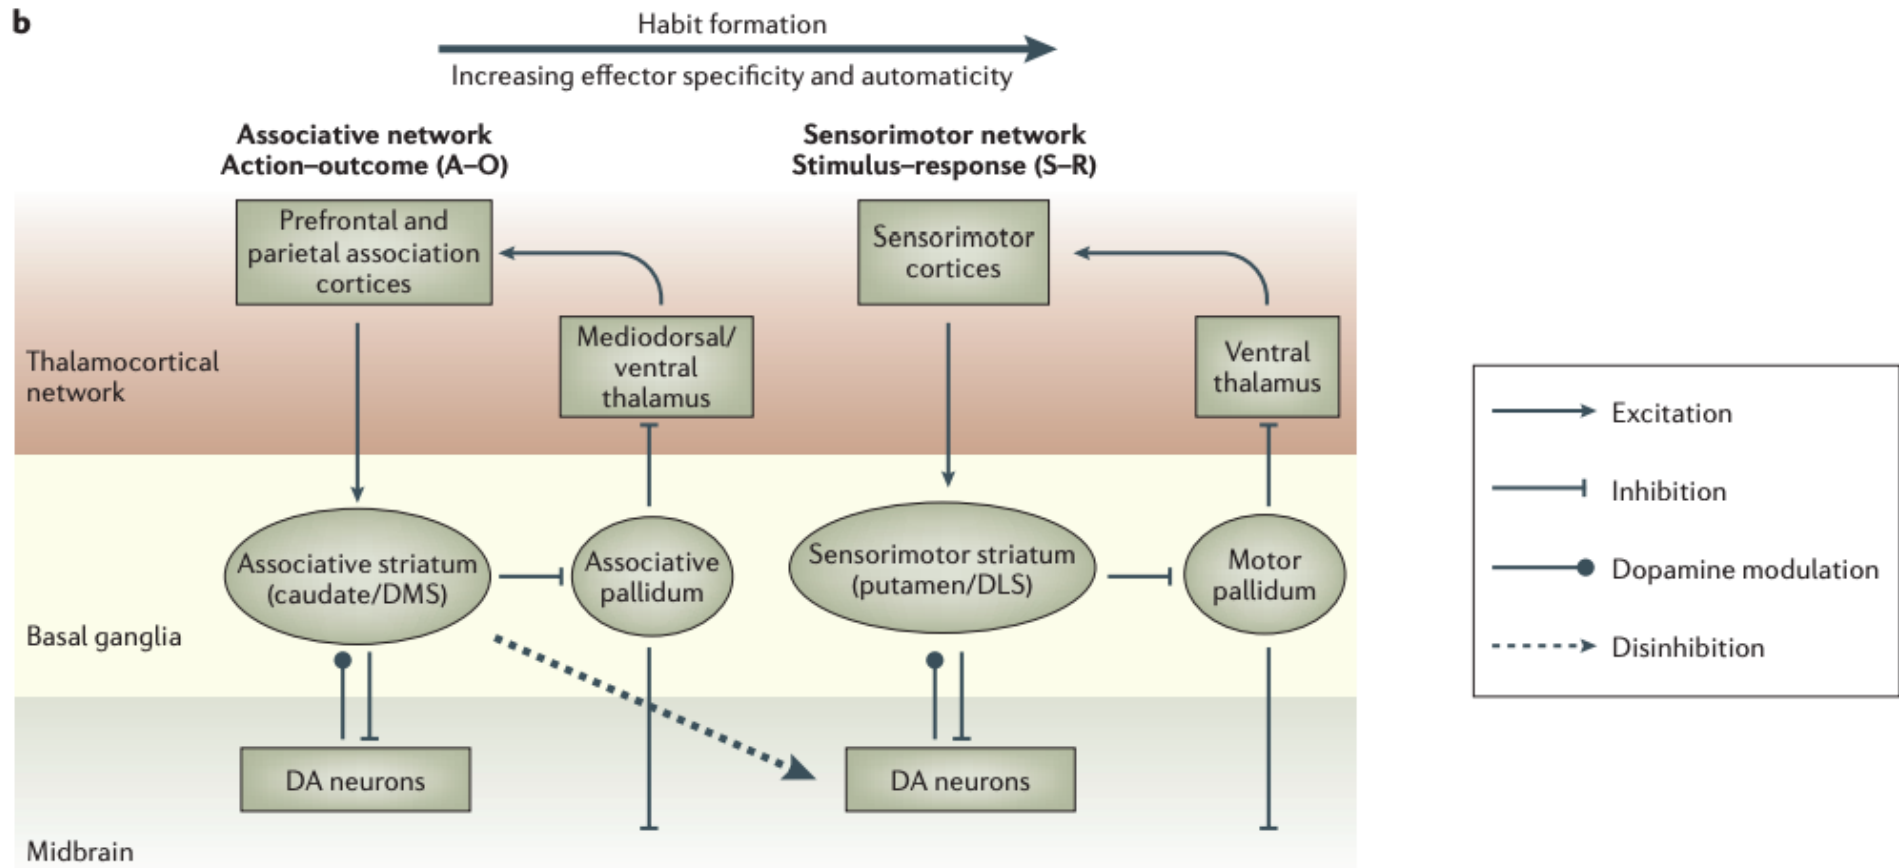 b
Habit formation
Increasing effector specificity and automaticity
Associative network
Action–outcome (A–O)
Sensorimotor network
Stimulus–response (S–R)
Prefrontal and
parietal association
cortices
Sensorimotor
cortices
Mediodorsal/
ventral
thalamus
Ventral
thalamus
Thalamocortical
network
Associative striatum
(caudate/DMS)
Associative
pallidum
Sensorimotor striatum
(putamen/DLS)
Motor
pallidum
Basal ganglia
DA neurons
DA neurons
Midbrain
Excitation
Inhibition
Dopamine modulation
Disinhibition